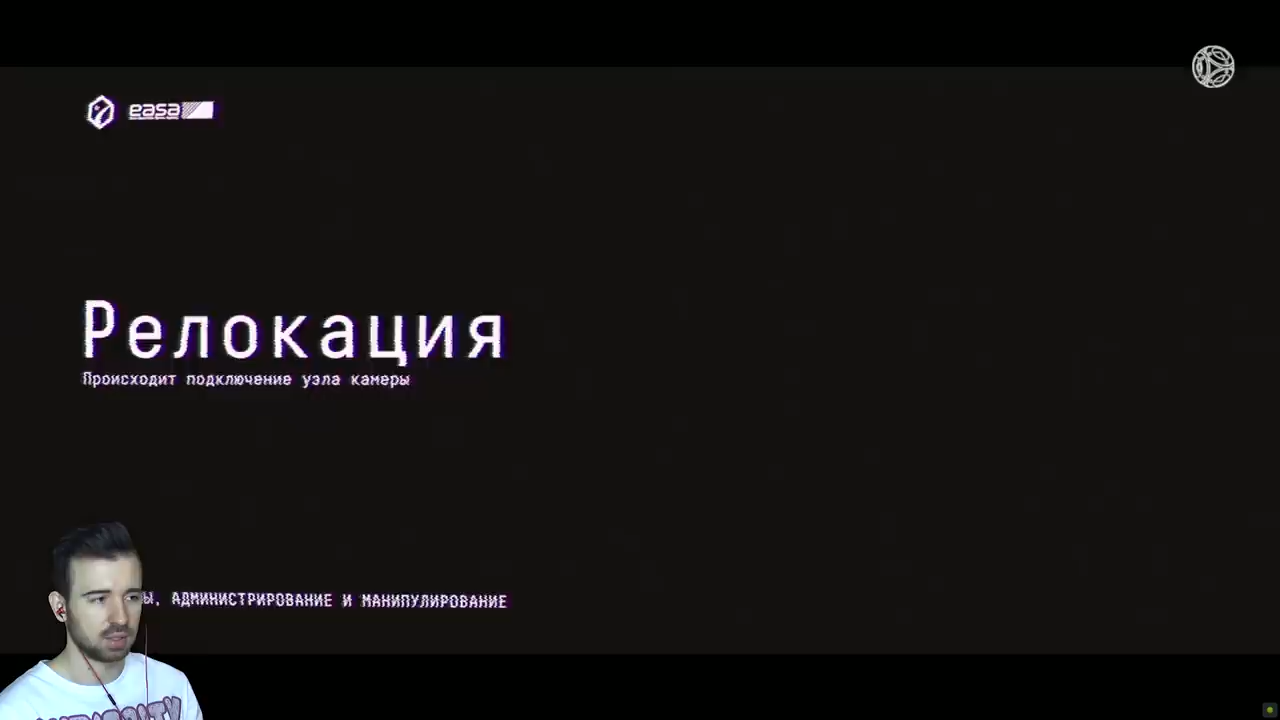 easa
Релокация
Происходит подключение узла камеры
Ы, АДМИНИСТРИРОВАНИЕ И МАНИПУЛИРОВАНИЕ